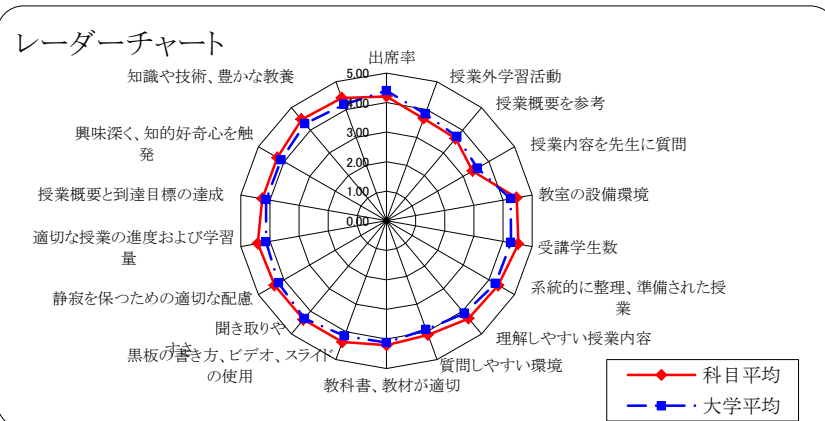 レーダーチャート
出席率
授業外学習活動
授業概要を参考
授業内容を先生に質問
教室の設備環境
受講学生数
系統的に整理、準備された授
業
理解しやすい授業内容
質問しやすい環境
教科書、教材が適切
黒板の書き方、ビデオ、スライド
の使用
聞き取りや
すさ
静寂を保つための適切な配慮
適切な授業の進度および学習
量
授業概要と到達目標の達成
興味深く、知的好奇心を触
発
知識や技術、豊かな教養
5.00
4.00
3.00
2.00
1.00
0.00
科目平均
大学平均